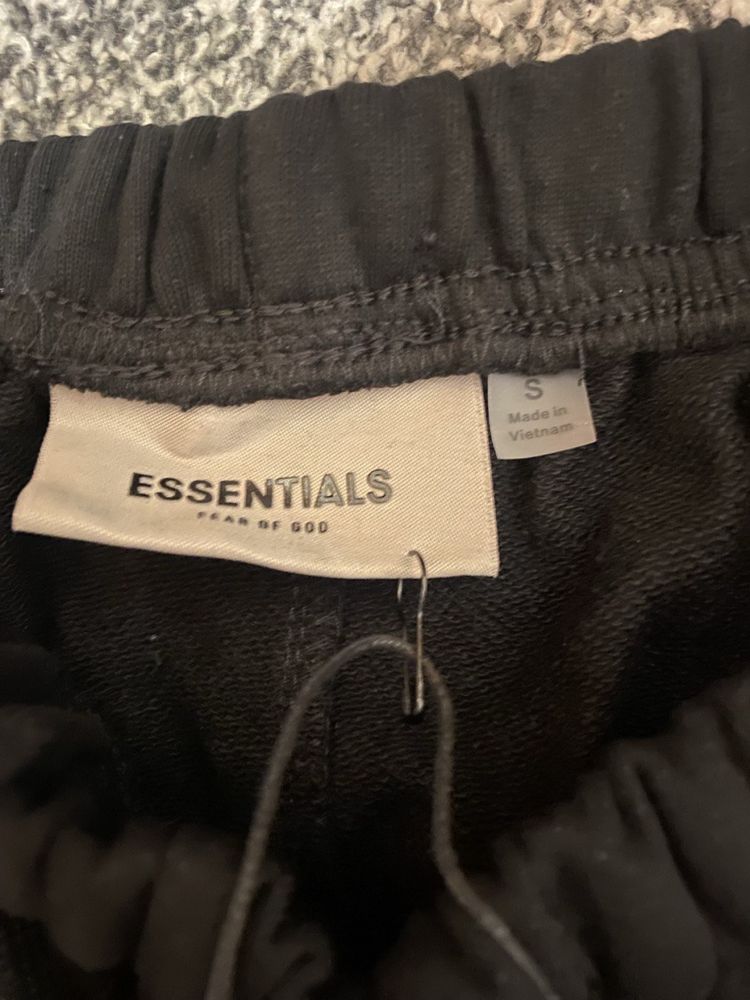 ESSENTIALS
FEAR OF GOD
S
Made in
Vietnam